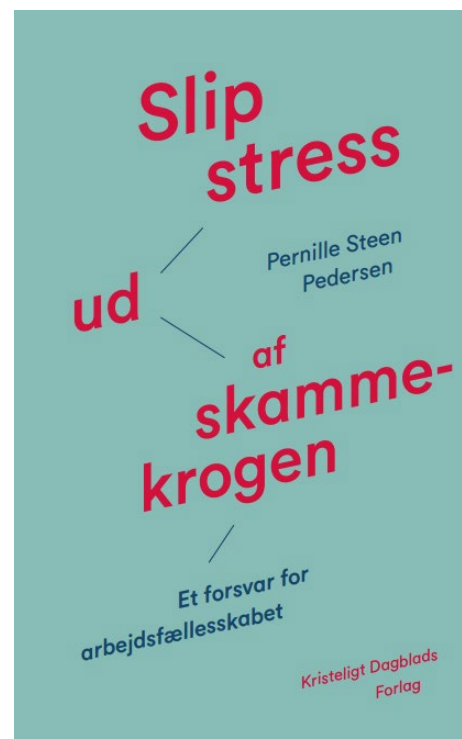 Slip
stress
Pernille Steen
Pedersen
ud
af
skamme-
krogen
Et forsvar for
arbejdsfællesskabet
Kristeligt Dagblads
Forlag